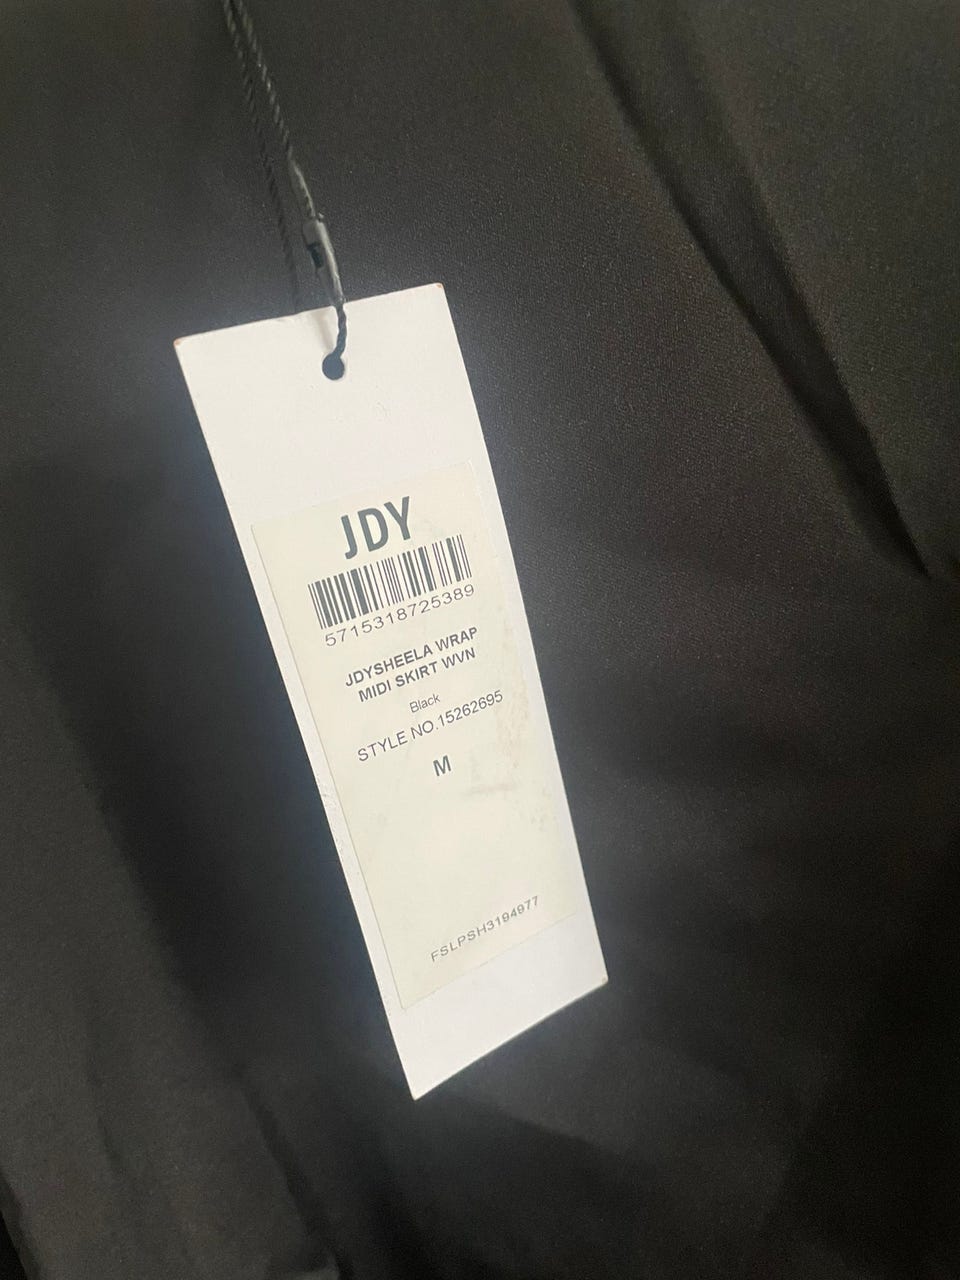 JDY
5715318725389
JDYSHEELA WRAP
MIDI SKIRT WVN
Black
STYLE NO.15262695
M
FSLPSH3194977